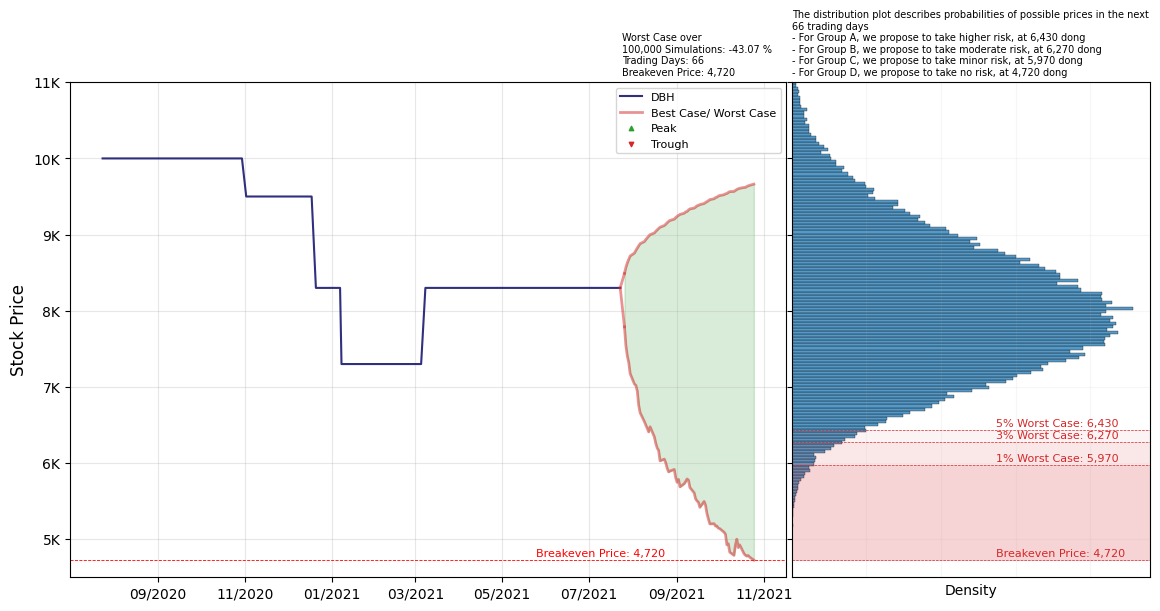 Worst Case over
100,000 Simulations: -43.07 %
Trading Days: 66
Breakeven Price: 4,720
The distribution plot describes probabilities of possible prices in the next
66 trading days
- For Group A, we propose to take higher risk, at 6,430 dong
- For Group B, we propose to take moderate risk, at 6,270 dong
- For Group C, we propose to take minor risk, at 5,970 dong
- For Group D, we propose to take no risk, at 4,720 dong
Stock Price
11K
10K
9K
8K
7K
6K
5K
DBH
Best Case/ Worst Case
Peak
Trough
Breakeven Price: 4,720
09/2020
11/2020
01/2021
03/2021
05/2021
07/2021
09/2021
11/2021
5% Worst Case: 6,430
3% Worst Case: 6,270
1% Worst Case: 5,970
Breakeven Price: 4,720
Density